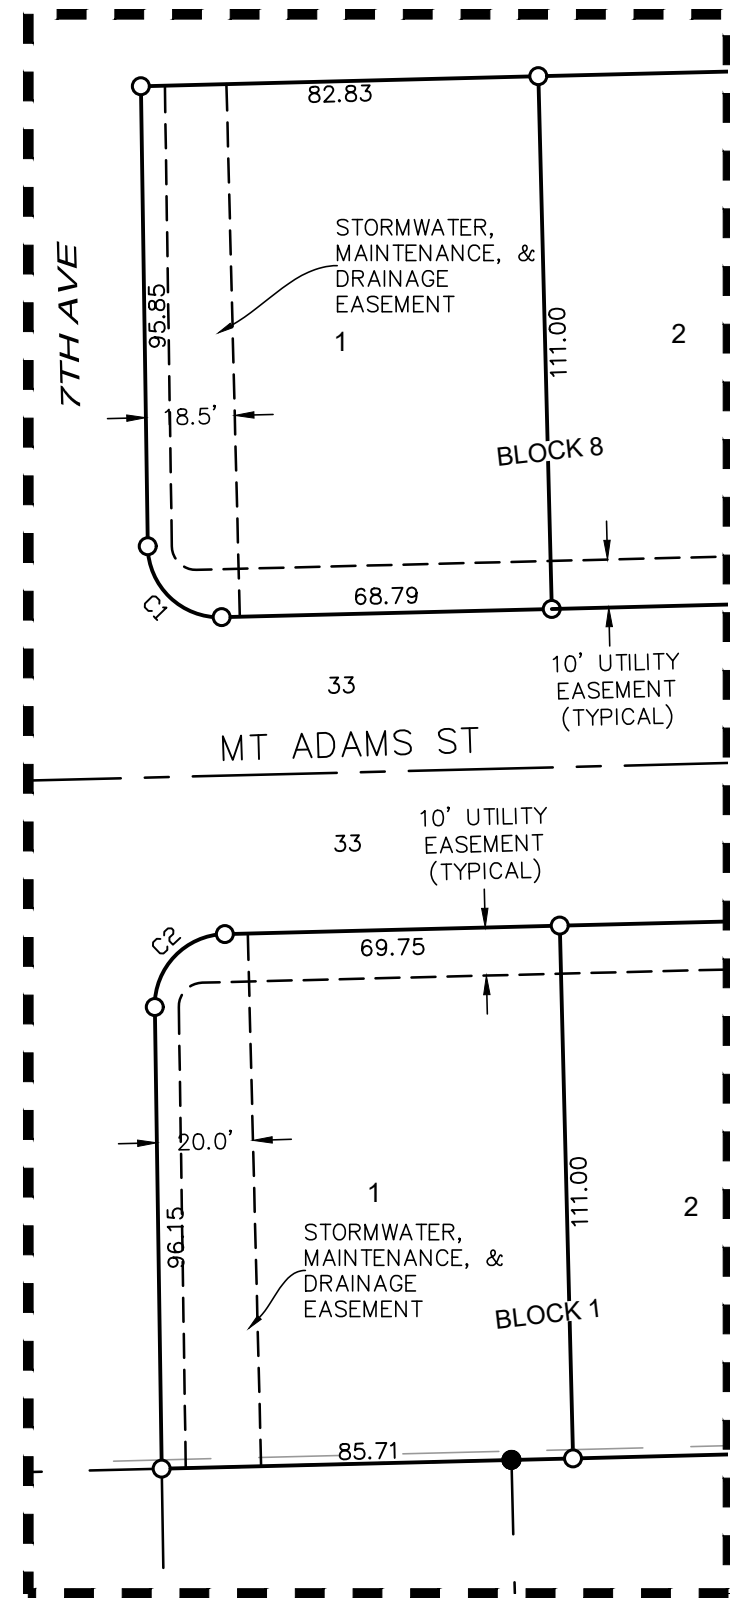 82.83
STORMWATER,
MAINTENANCE, &
DRAINAGE
EASEMENT
7TH AVE
95.85
1
111.00
2
18.5'
BLOCK 8
C1
68.79
10' UTILITY
EASEMENT
(TYPICAL)
33
MT ADAMS ST
33
10' UTILITY
EASEMENT
(TYPICAL)
C2
69.75
20.0'
1
111.00
2
96.15
STORMWATER,
MAINTENANCE, &
DRAINAGE
EASEMENT
BLOCK 1
85.71